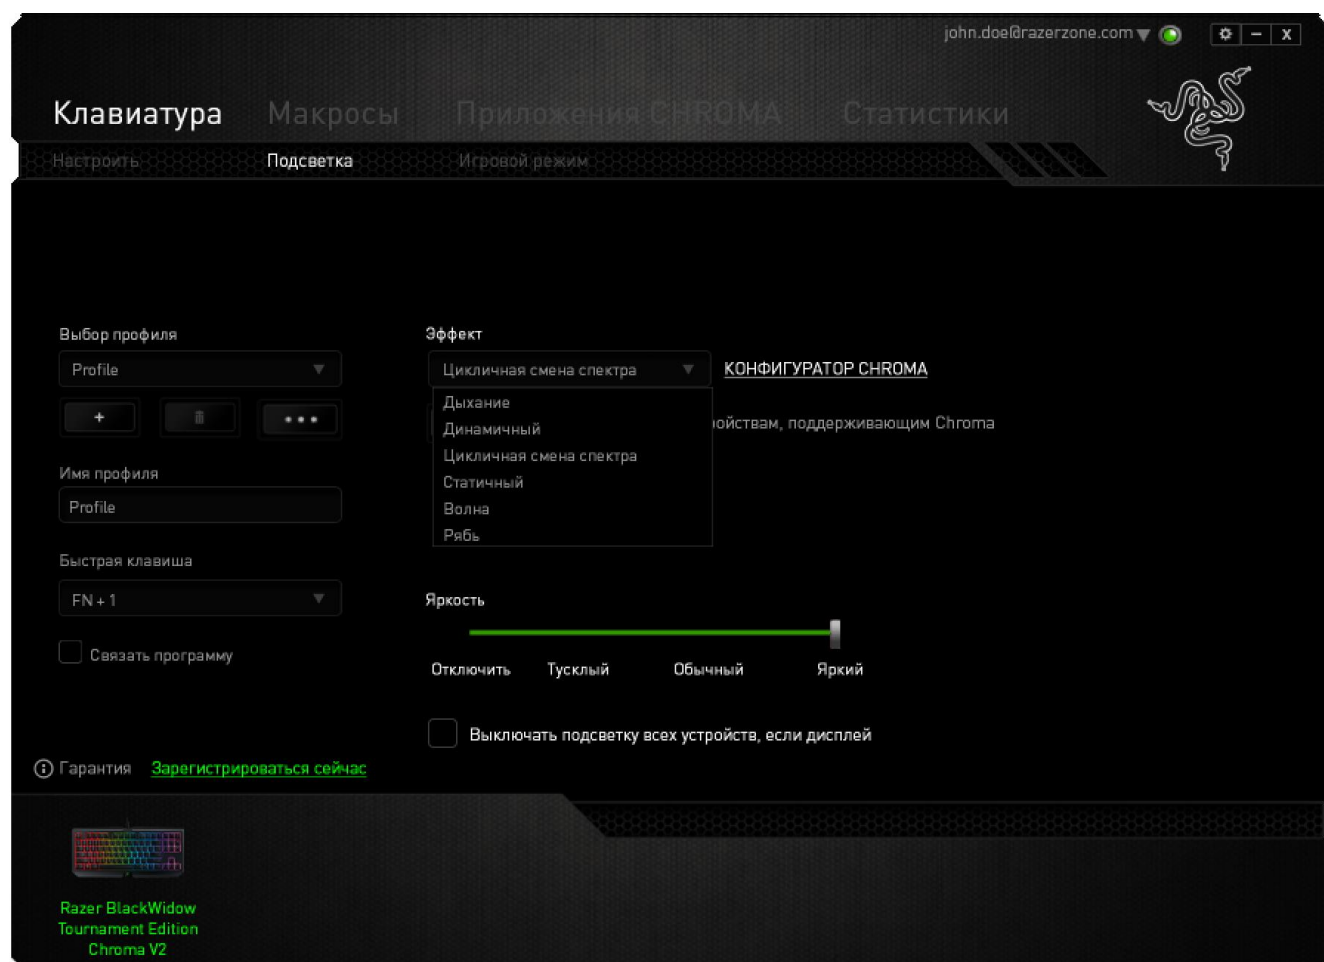 john.doe@razerzone.com
X
Клавиатура Макросы Приложения CHROMA Статистики
Настроить Подсветка Игровой режим
Выбор профиля
Profile
+
Имя профиля
Profile
Быстрая клавиша
FN + 1
Связать программу
Эффект
Цикличная смена спектра КОНФИГУРАТОР CHROMA
Дыхание
ойствам, поддерживающим Chroma
Динамичный
Цикличная смена спектра
Статичный
Волна
Рябь
Яркость
Отключить Тусклый Обычный Яркий
Выключать подсветку всех устройств, если дисплей
Гарантия Зарегистрироваться сейчас
Razer BlackWidow
Tournament Edition
Chroma V2